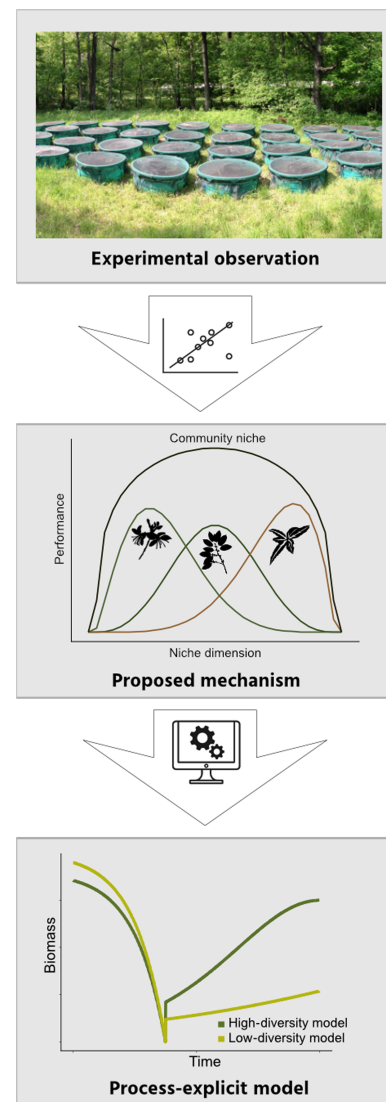 Experimental observation
Community niche
Performance
Niche dimension
Proposed mechanism
Biomass
High-diversity model
Low-diversity model
Time
Process-explicit model